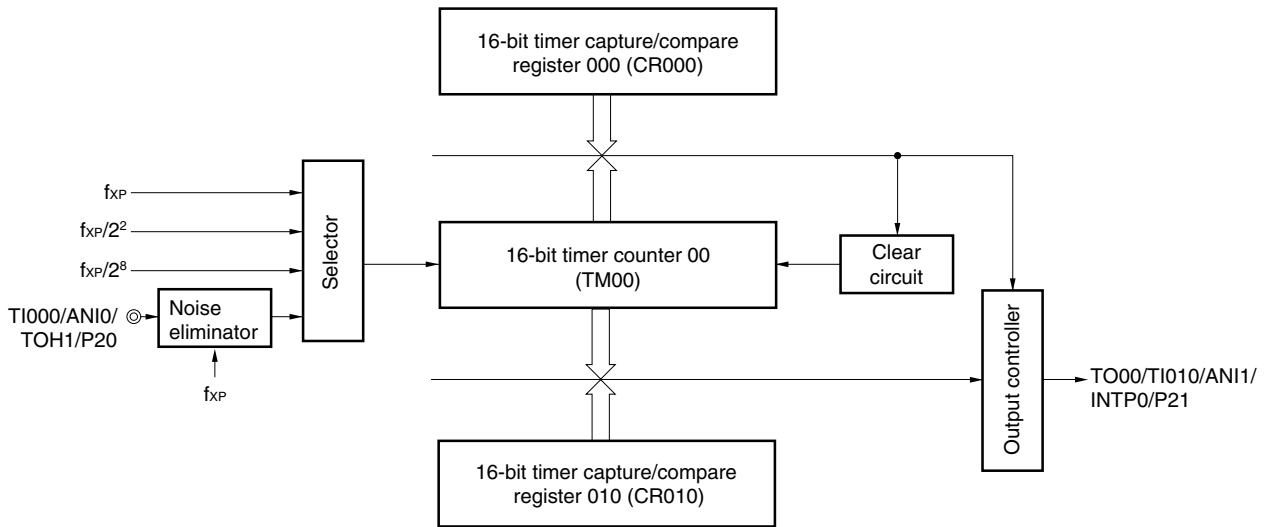 16-bit timer capture/compare
register 000 (CR000)
fXP
fXP/2²
fXP/2⁸
TI000/ANI0/
TOH1/P20
Noise
eliminator
fXP
Selector
16-bit timer counter 00
(TM00)
Clear
circuit
Output controller
TO00/TI010/ANI1/
INTP0/P21
16-bit timer capture/compare
register 010 (CR010)